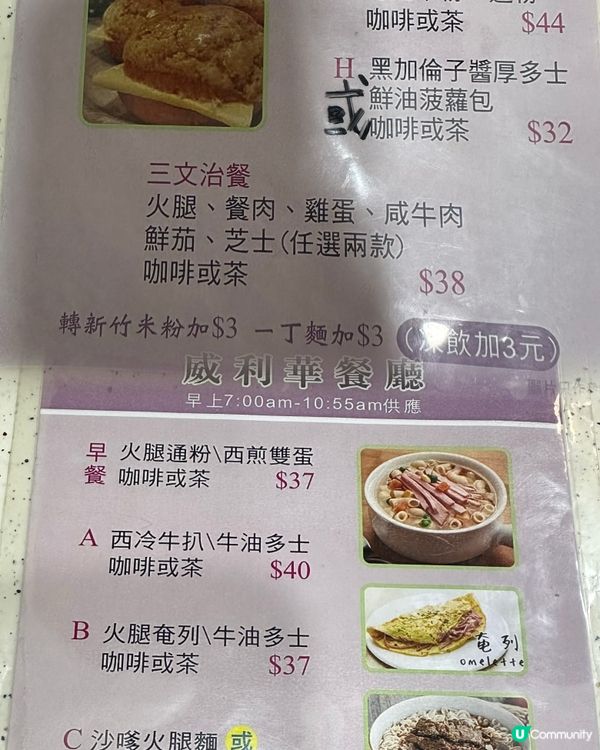 咖啡或茶 $44
H 黑加倫子醬厚多士
或 鮮油菠蘿包
咖啡或茶 $32
三文治餐
火腿、餐肉、雞蛋、咸牛肉
鮮茄、芝士(任選兩款)
咖啡或茶 $38
轉新竹米粉加$3 一丁麵加$3 (凍飲加3元)
威利華餐廳
早上7:00am-10:55am供應
早餐 火腿通粉\西煎雙蛋
咖啡或茶 $37
A 西冷牛扒\牛油多士
咖啡或茶 $40
B 火腿奄列\牛油多士
咖啡或茶 $37
奄列
omelette
C 沙嗲火腿麵 或
U Community